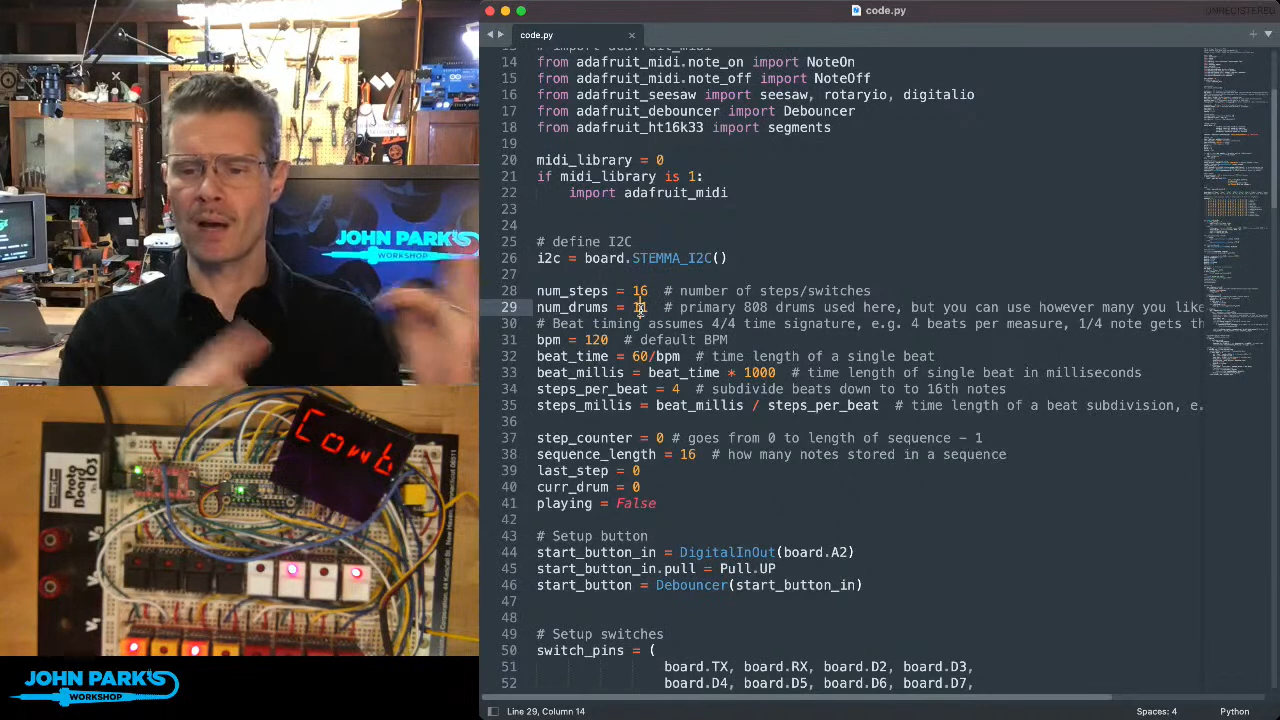 code.py
UNREGISTERED
code.py
13 # import adafruit_midi
14 from adafruit_midi.note_on import NoteOn
15 from adafruit_midi.note_off import NoteOff
16 from adafruit_seesaw import seesaw, rotaryio, digitalio
17 from adafruit_debouncer import Debouncer
18 from adafruit_ht16k33 import segments
19
20 midi_library = 0
21 if midi_library is 1:
22 import adafruit_midi
23
24
25 # define I2C
26 i2c = board.STEMMA_I2C()
27
28 num_steps = 16 # number of steps/switches
29 num_drums = 11 # primary 808 drums used here, but you can use however many you like
30 # Beat timing assumes 4/4 time signature, e.g. 4 beats per measure, 1/4 note gets th
31 bpm = 120 # default BPM
32 beat_time = 60/bpm # time length of a single beat
33 beat_millis = beat_time * 1000 # time length of single beat in milliseconds
34 steps_per_beat = 4 # subdivide beats down to to 16th notes
35 steps_millis = beat_millis / steps_per_beat # time length of a beat subdivision, e.
36
37 step_counter = 0 # goes from 0 to length of sequence - 1
38 sequence_length = 16 # how many notes stored in a sequence
39 last_step = 0
40 curr_drum = 0
41 playing = False
42
43 # Setup button
44 start_button_in = DigitalInOut(board.A2)
45 start_button_in.pull = Pull.UP
46 start_button = Debouncer(start_button_in)
47
48
49 # Setup switches
50 switch_pins = (
51 board.TX, board.RX, board.D2, board.D3,
52 board.D4, board.D5, board.D6, board.D7,
Line 29, Column 14
Spaces: 4
Python
JOHN PARK'S
WORKSHOP
Proto
Board
103
V2
V1
JOHN PARK'S
WORKSHOP